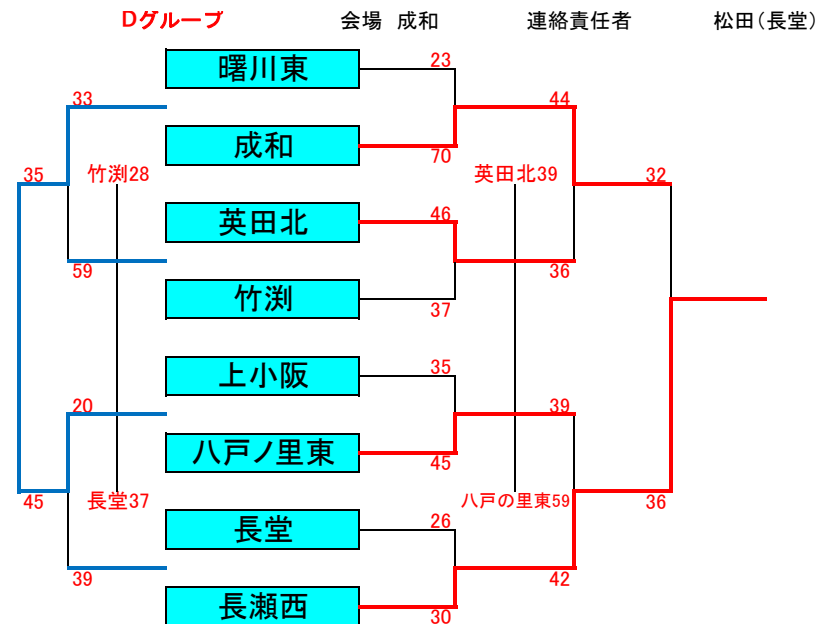 Dグループ 会場 成和 連絡責任者 松田(長堂)
曙川東 23
33 44
成和 70
35 竹渕28 英田北39 32
英田北 46
59 36
竹渕 37
上小阪 35
20 39
八戸ノ里東 45
45 長堂37 八戸の里東59 36
長堂 26
39 42
長瀬西 30